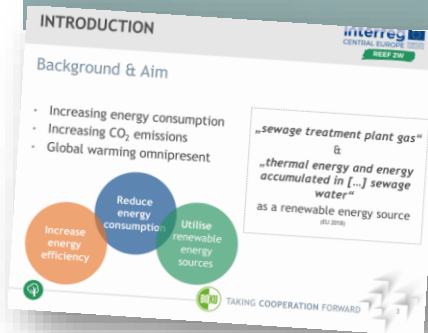 INTRODUCTION
Interreg
CENTRAL EUROPE
REEF 2W
Background & Aim
- Increasing energy consumption
- Increasing CO₂ emissions
- Global warming omnipresent
„sewage treatment plant gas“
&
„thermal energy and energy
accumulated in [...] sewage
water“
as a renewable energy source
(EU 2018)
Increase
energy
efficiency
Reduce
energy
consumption
Utilise
renewable
energy
sources
BOKU
TAKING COOPERATION FORWARD
3